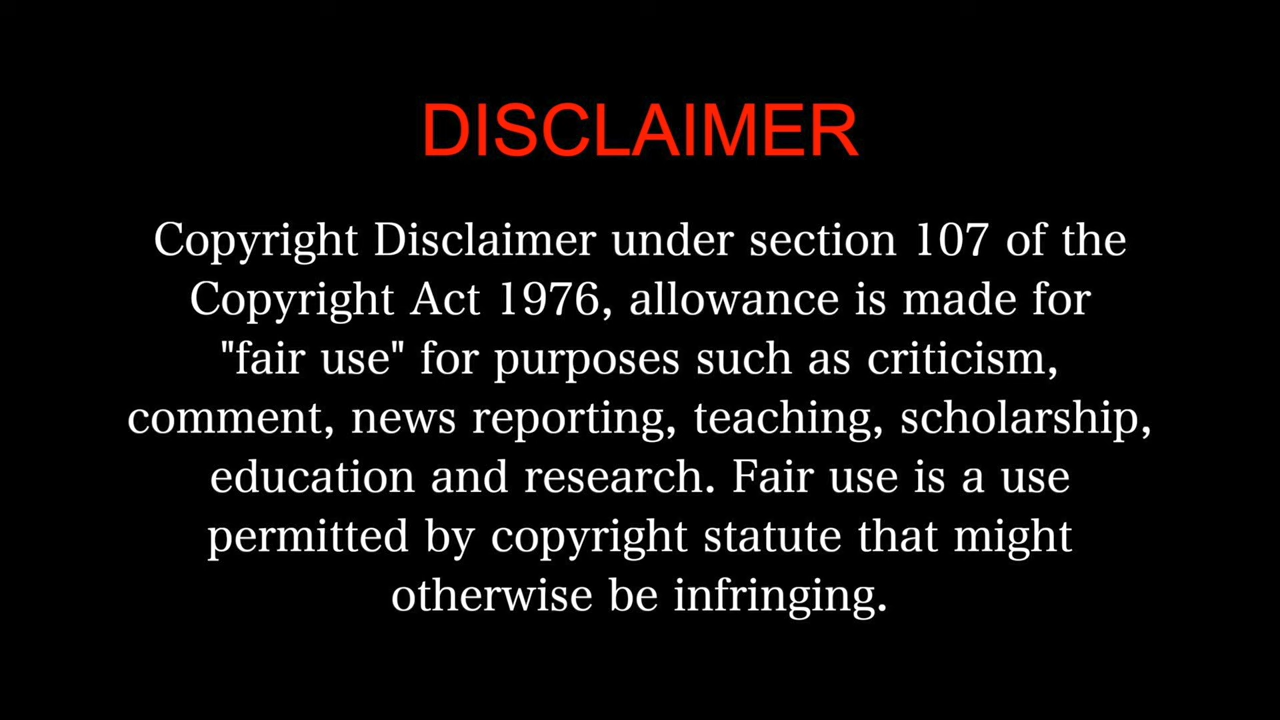 DISCLAIMER
Copyright Disclaimer under section 107 of the
Copyright Act 1976, allowance is made for
"fair use" for purposes such as criticism,
comment, news reporting, teaching, scholarship,
education and research. Fair use is a use
permitted by copyright statute that might
otherwise be infringing.